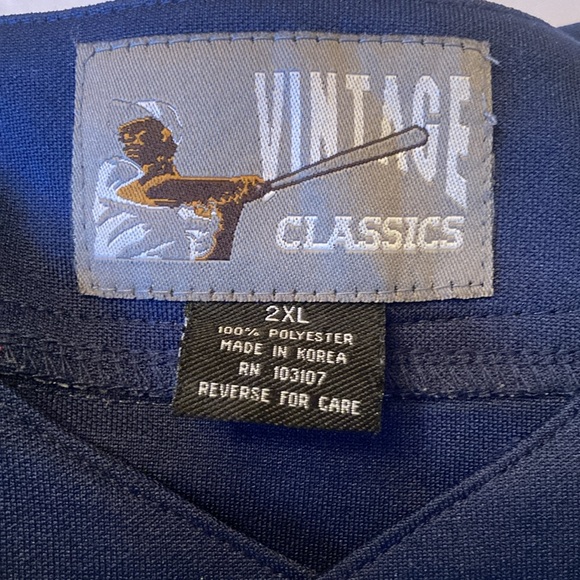 VINTAGE
CLASSICS
2XL
100% POLYESTER
MADE IN KOREA
RN 103107
REVERSE FOR CARE